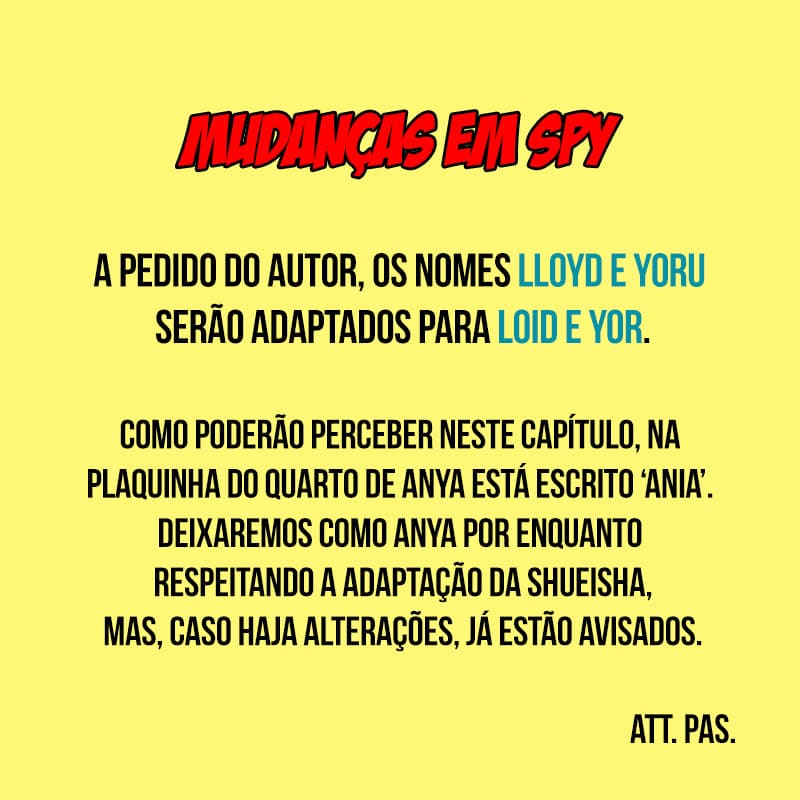 MUDANÇAS EM SPY
A PEDIDO DO AUTOR, OS NOMES LLOYD E YORU
SERÃO ADAPTADOS PARA LOID E YOR.
COMO PODERÃO PERCEBER NESTE CAPÍTULO, NA
PLAQUINHA DO QUARTO DE ANYA ESTÁ ESCRITO ‘ANIA’.
DEIXAREMOS COMO ANYA POR ENQUANTO
RESPEITANDO A ADAPTAÇÃO DA SHUEISHA,
MAS, CASO HAJA ALTERAÇÕES, JÁ ESTÃO AVISADOS.
ATT. PAS.